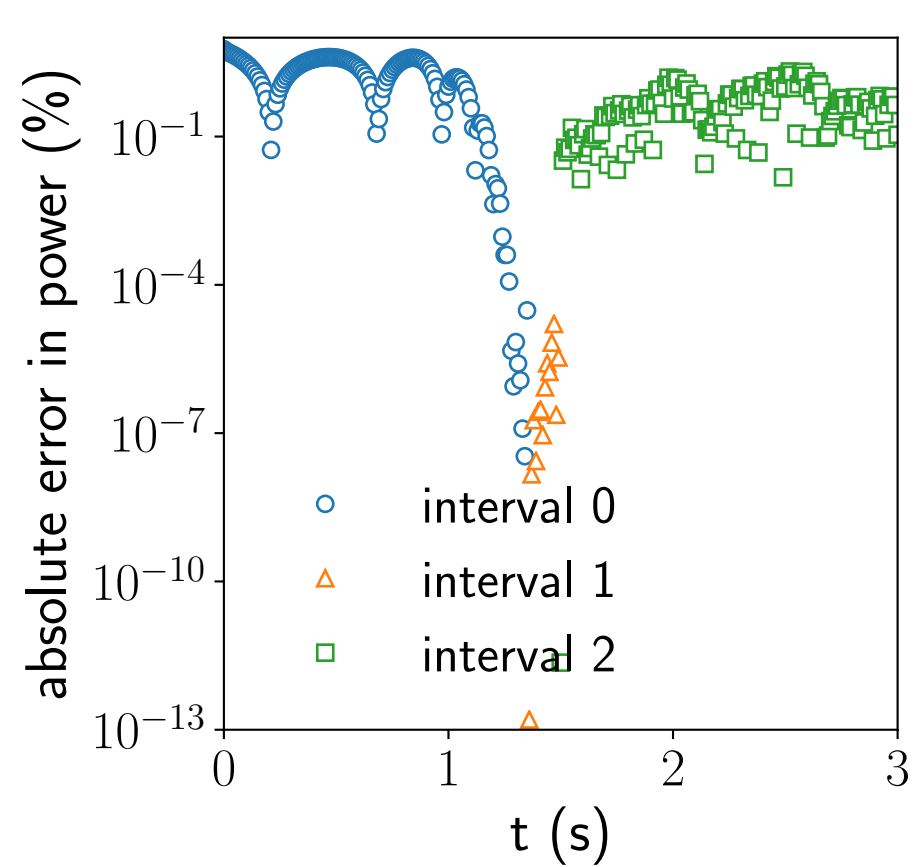 absolute error in power (%)
10⁻¹
10⁻⁴
10⁻⁷
10⁻¹⁰
10⁻¹³
interval 0
interval 1
interval 2
0 1 2 3
t (s)